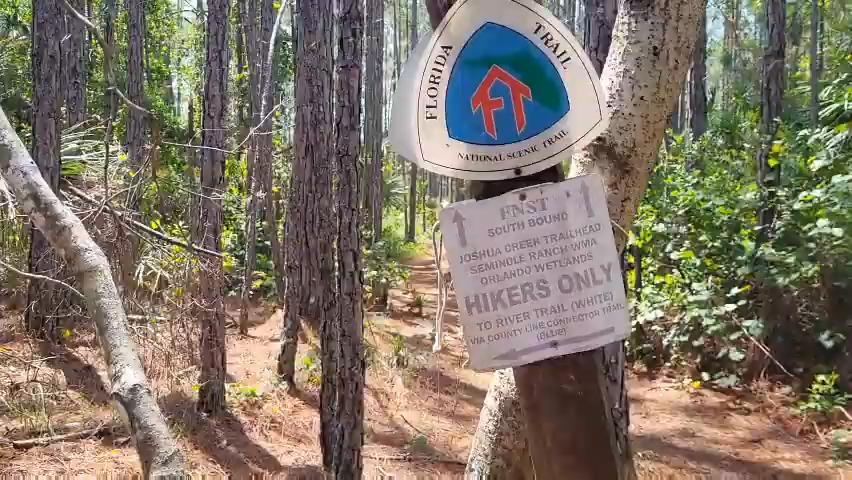 FLORIDA TRAIL
FT
NATIONAL SCENIC TRAIL
FNST
SOUTH BOUND
JOSHUA CREEK TRAILHEAD
SEMINOLE RANCH WMA
ORLANDO WETLANDS
HIKERS ONLY
TO RIVER TRAIL (WHITE)
VIA COUNTY LINE CONNECTOR TRAIL
(BLUE)